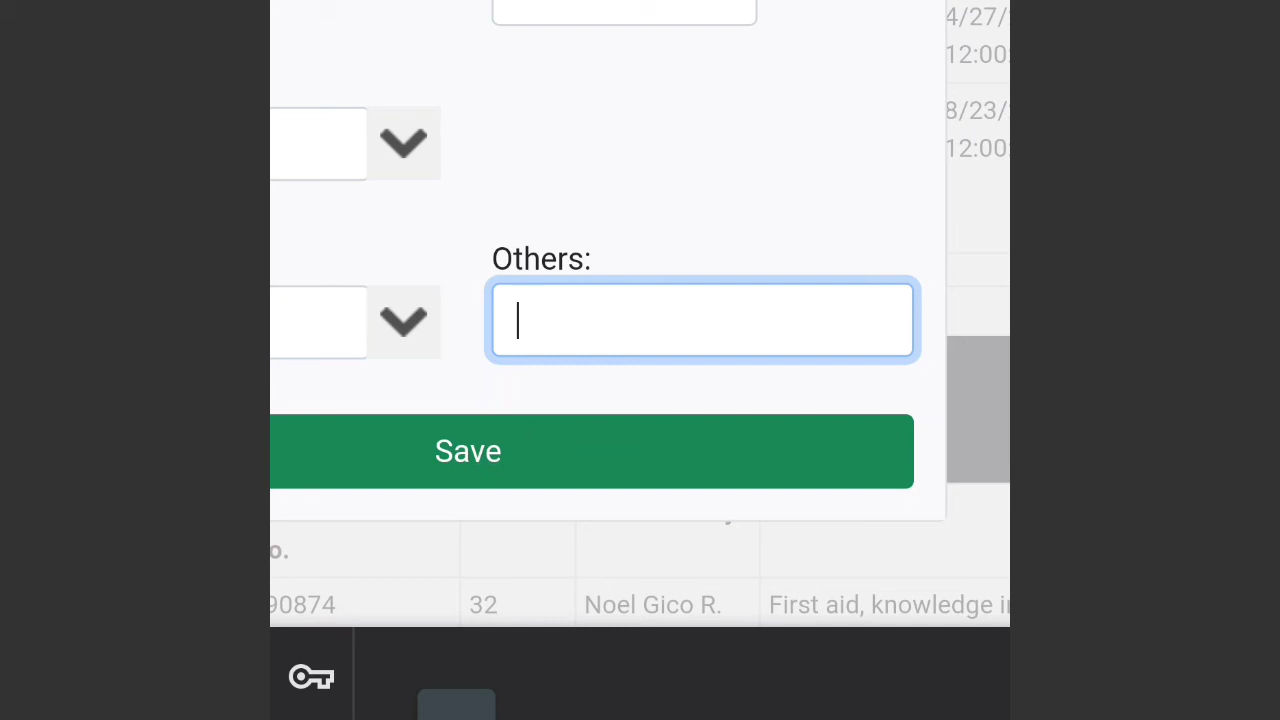 4/27/
12:00:
8/23/
12:00:
Others:
Save
o.
90874 32 Noel Gico R. First aid, knowledge i